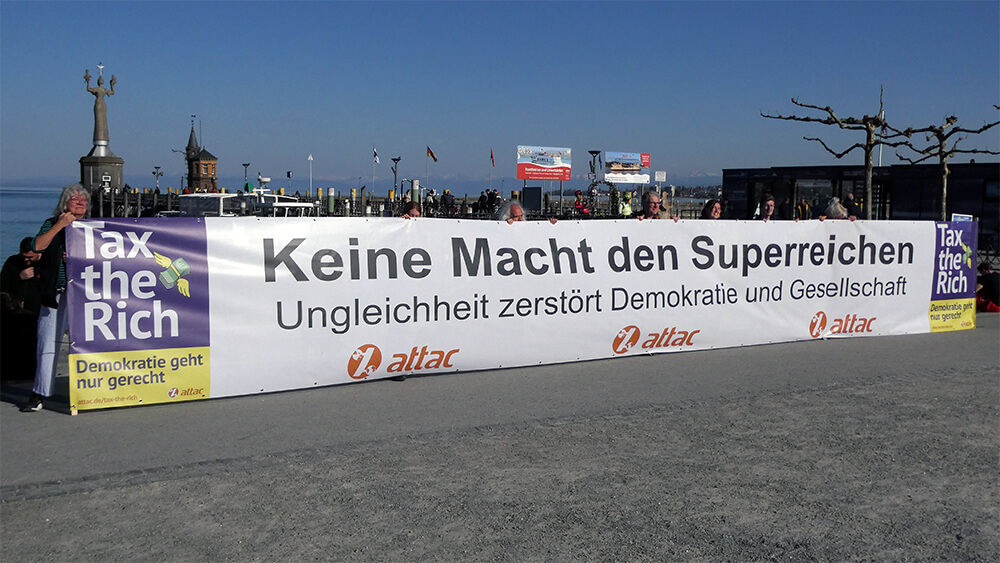 Tax
the
Rich
Demokratie geht
nur gerecht
attac
attac.de/tax-the-rich
Keine Macht den Superreichen
Ungleichheit zerstört Demokratie und Gesellschaft
attac
attac
attac
Tax
the
Rich
Demokratie geht
nur gerecht